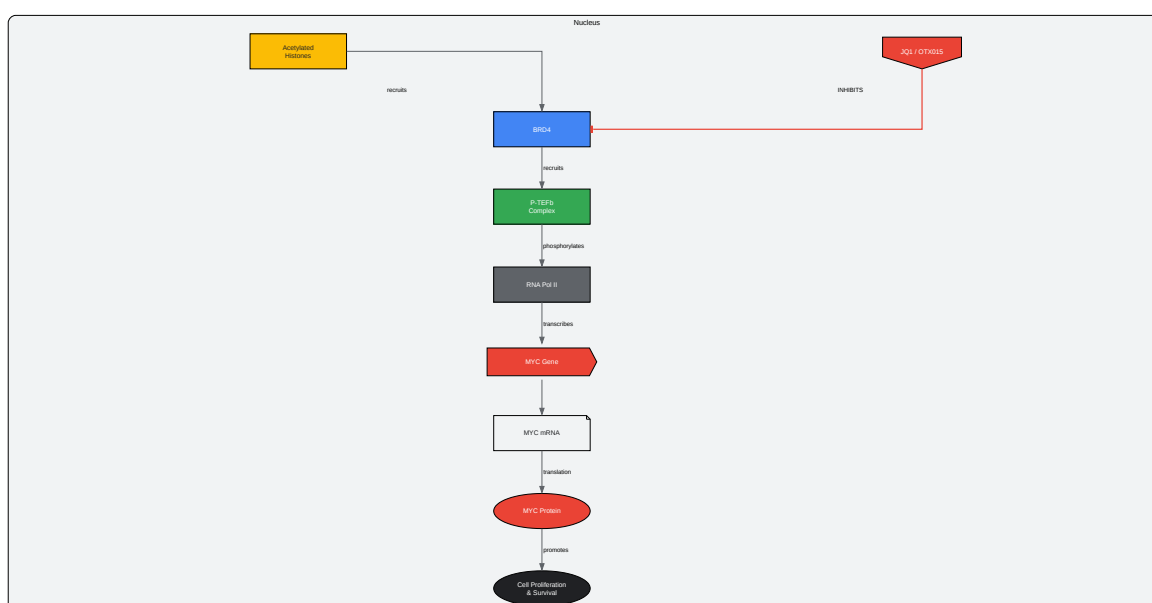 Nucleus
Acetylated
Histones
JQ1 / OTX015
recruits
INHIBITS
BRD4
recruits
P-TEFb
Complex
phosphorylates
RNA Pol II
transcribes
MYC Gene
MYC mRNA
translation
MYC Protein
promotes
Cell Proliferation
& Survival